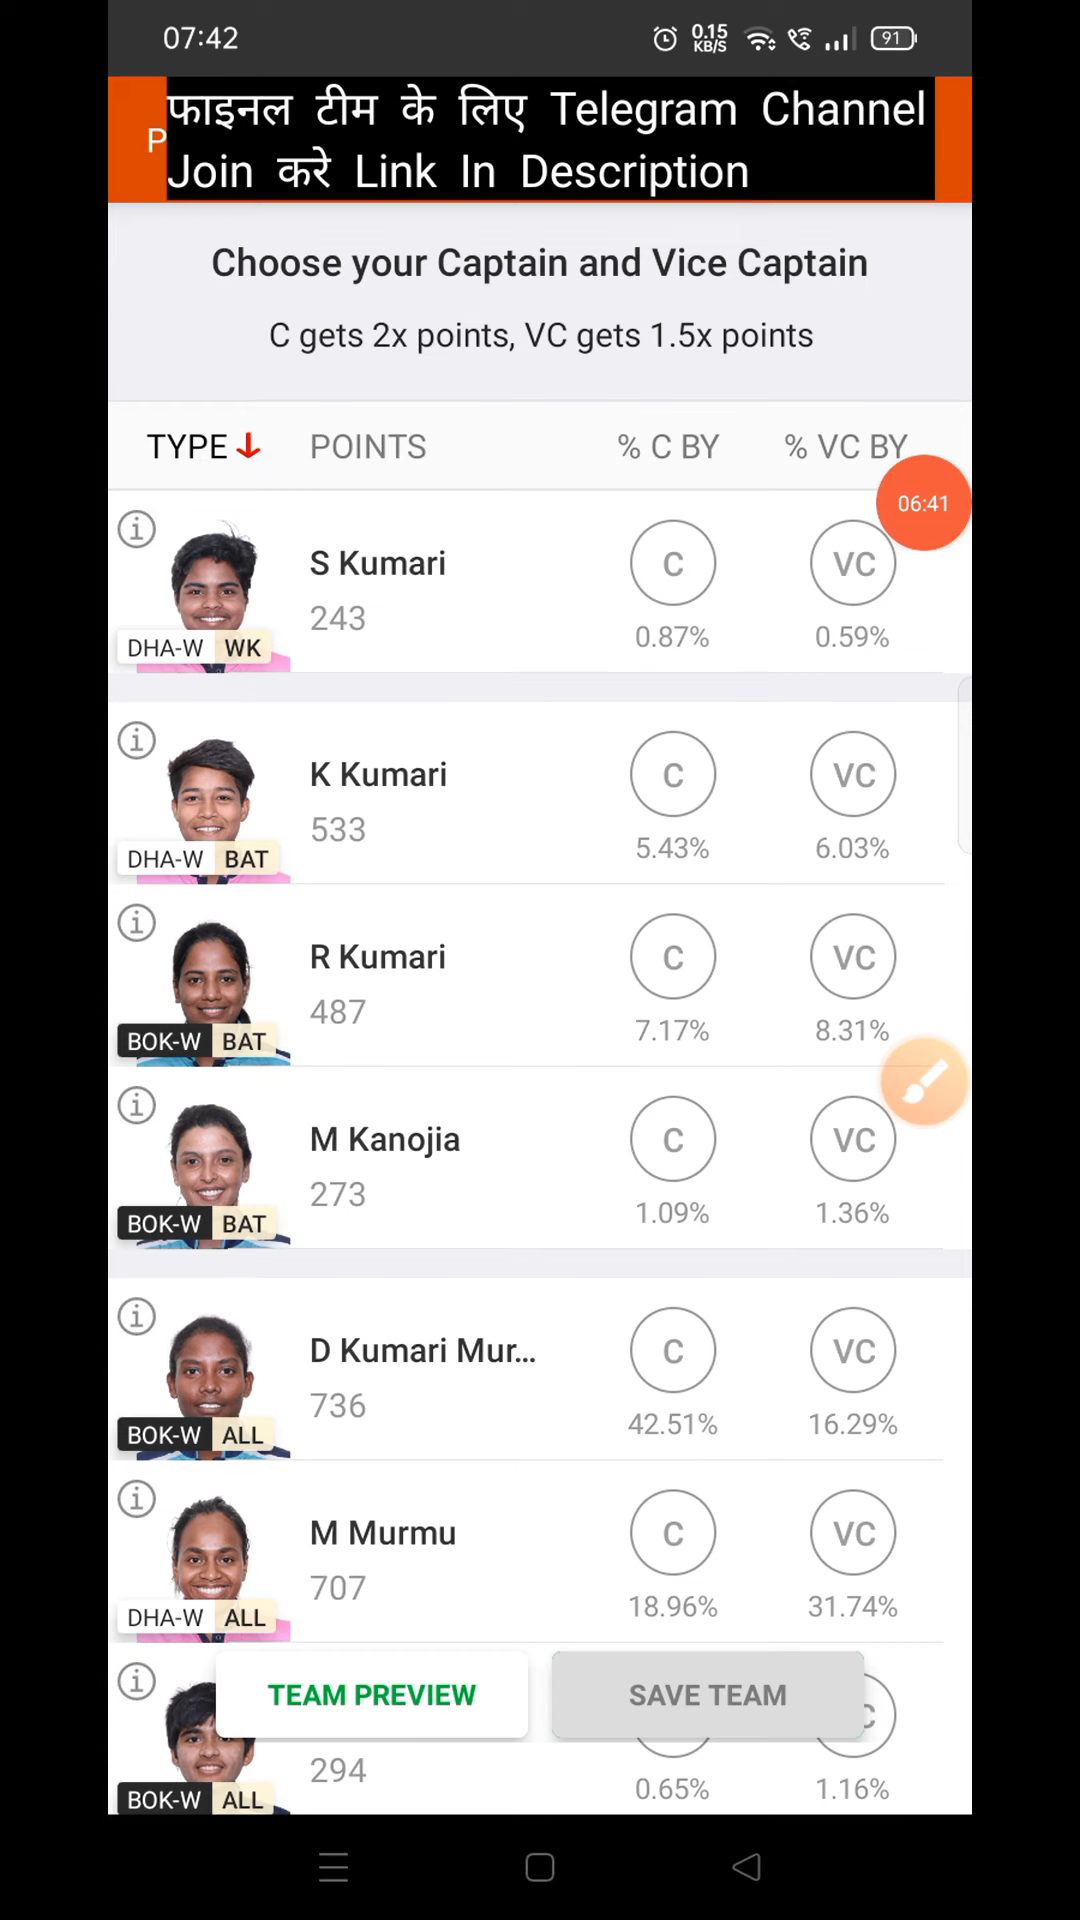 07:42
0.15 KB/S
91
P
फाइनल टीम के लिए Telegram Channel
Join करे Link In Description
Choose your Captain and Vice Captain
C gets 2x points, VC gets 1.5x points
TYPE POINTS % C BY % VC BY
06:41
S Kumari C VC
243 0.87% 0.59%
DHA-W WK
K Kumari C VC
533 5.43% 6.03%
DHA-W BAT
R Kumari C VC
487 7.17% 8.31%
BOK-W BAT
M Kanojia C VC
273 1.09% 1.36%
BOK-W BAT
D Kumari Mur... C VC
736 42.51% 16.29%
BOK-W ALL
M Murmu C VC
707 18.96% 31.74%
DHA-W ALL
TEAM PREVIEW SAVE TEAM
294 0.65% 1.16%
BOK-W ALL